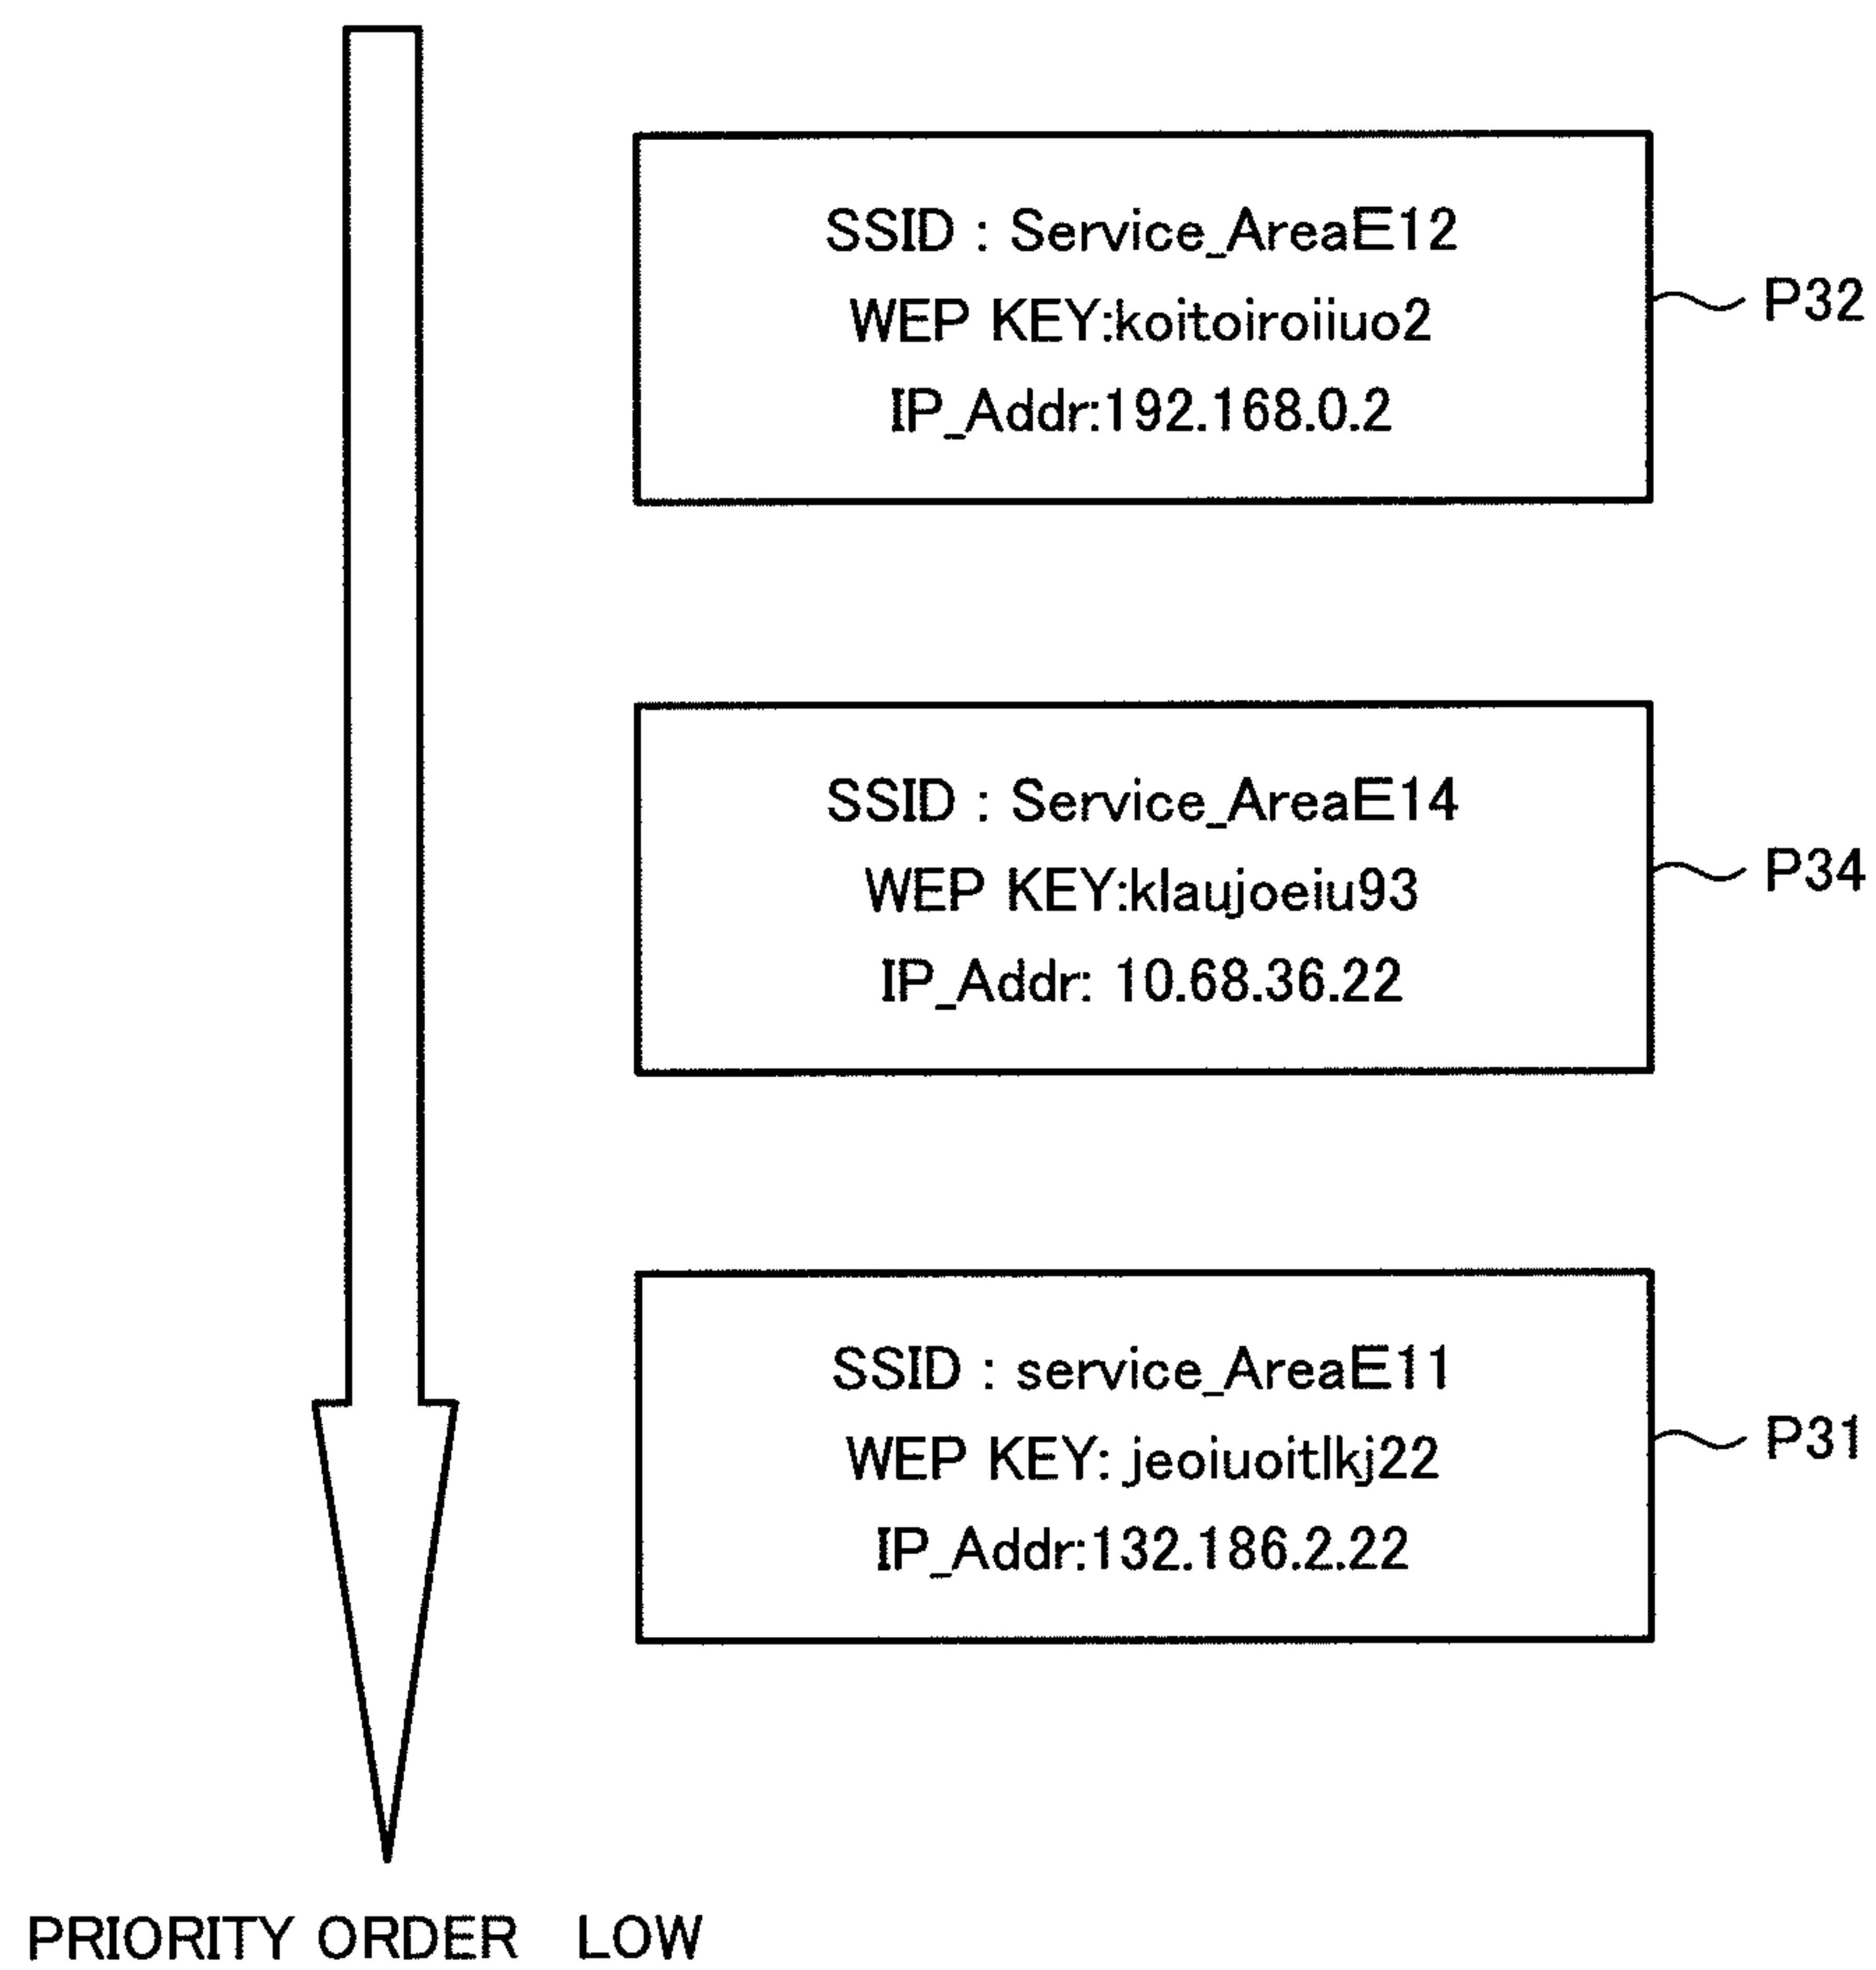 SSID : Service_AreaE12
WEP KEY:koitoiroiiuo2
IP_Addr:192.168.0.2
P32
SSID : Service_AreaE14
WEP KEY:klaujoeiu93
IP_Addr: 10.68.36.22
P34
SSID : service_AreaE11
WEP KEY: jeoiuoitlkj22
IP_Addr:132.186.2.22
P31
PRIORITY ORDER LOW